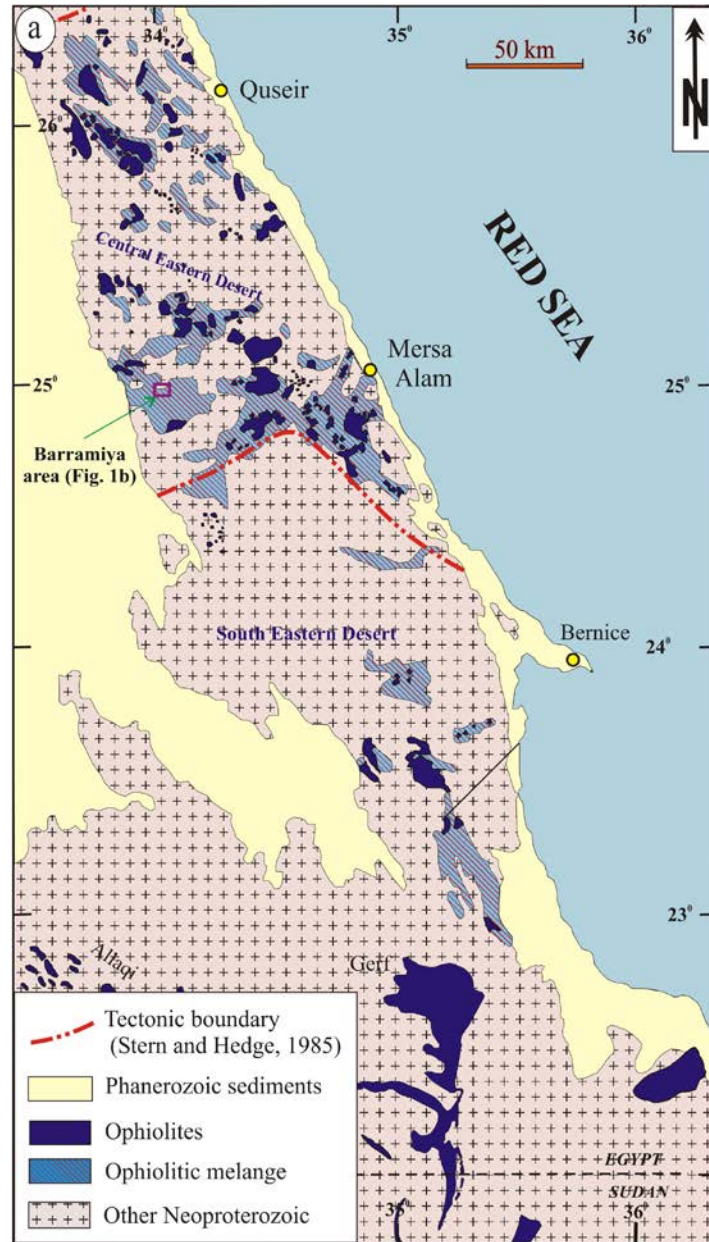 a
34°
35°
36°
50 km
N
Quseir
26°
RED SEA
Central Eastern Desert
Mersa
Alam
25°
25°
Barramiya
area (Fig. 1b)
South Eastern Desert
Bernice
24°
24°
23°
Allaqi
Gerf
Tectonic boundary
(Stern and Hedge, 1985)
Phanerozoic sediments
Ophiolites
Ophiolitic melange
Other Neoproterozoic
EGYPT
SUDAN
35°
36°